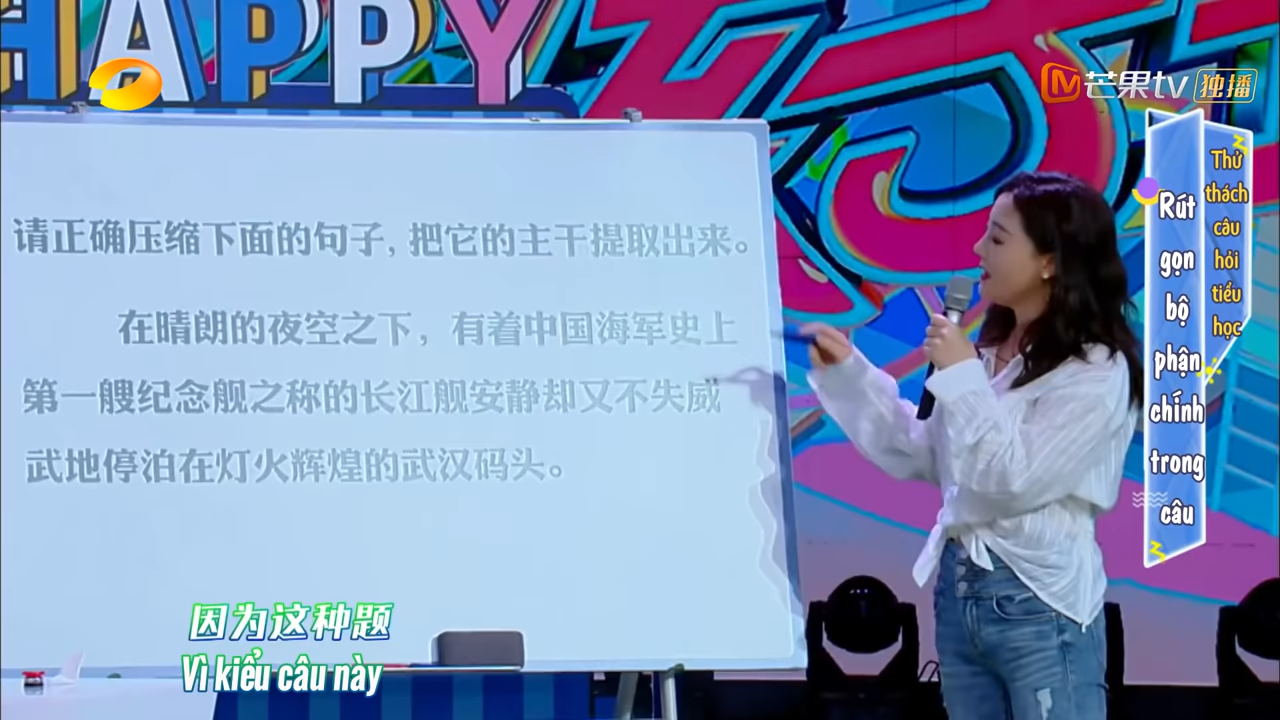 HAPPY
芒果tv 独播
请正确压缩下面的句子,把它的主干提取出来。
在晴朗的夜空之下，有着中国海军史上
第一艘纪念舰之称的长江舰安静却又不失威
武地停泊在灯火辉煌的武汉码头。
Thử thách câu hỏi tiểu học
Rút gọn bộ phận chính trong câu
因为这种题
Vì kiểu câu này